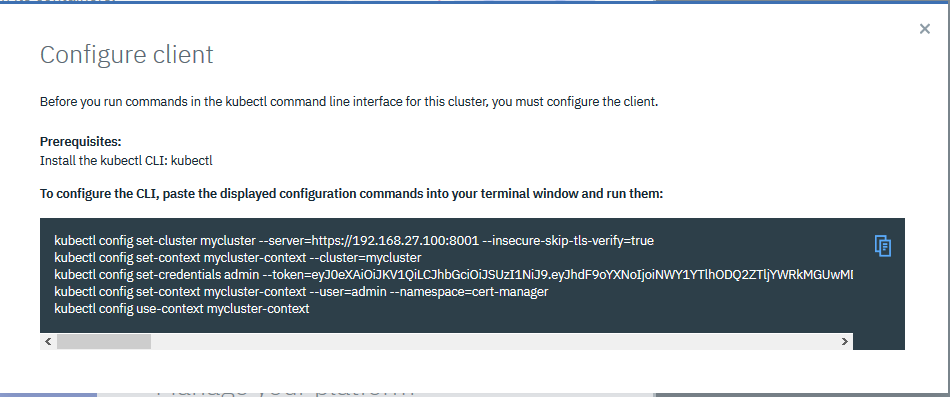 Configure client
Before you run commands in the kubectl command line interface for this cluster, you must configure the client.
Prerequisites:
Install the kubectl CLI: kubectl
To configure the CLI, paste the displayed configuration commands into your terminal window and run them:
kubectl config set-cluster mycluster --server=https://192.168.27.100:8001 --insecure-skip-tls-verify=true
kubectl config set-context mycluster-context --cluster=mycluster
kubectl config set-credentials admin --token=eyJ0eXAiOiJKV1QiLCJhbGciOiJSUzI1NiJ9.eyJhdF9oYXNoIjoiNWY1YTlhODQ2ZTljYWRkMGUwMI
kubectl config set-context mycluster-context --user=admin --namespace=cert-manager
kubectl config use-context mycluster-context
Manage your platform